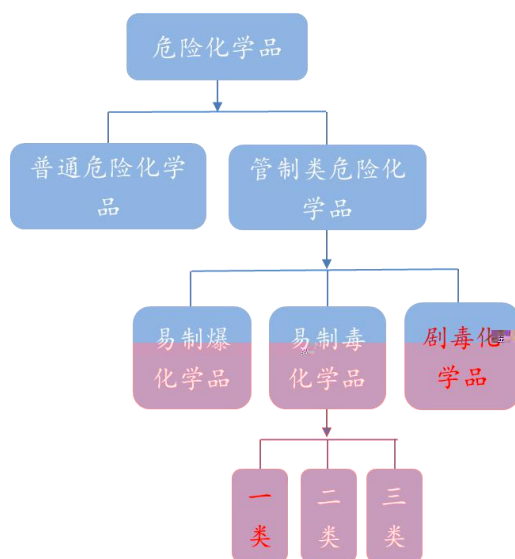 危险化学品
普通危险化学
品
管制类危险化
学品
易制爆
化学品
易制毒
化学品
剧毒化
学品
一
类
二
类
三
类